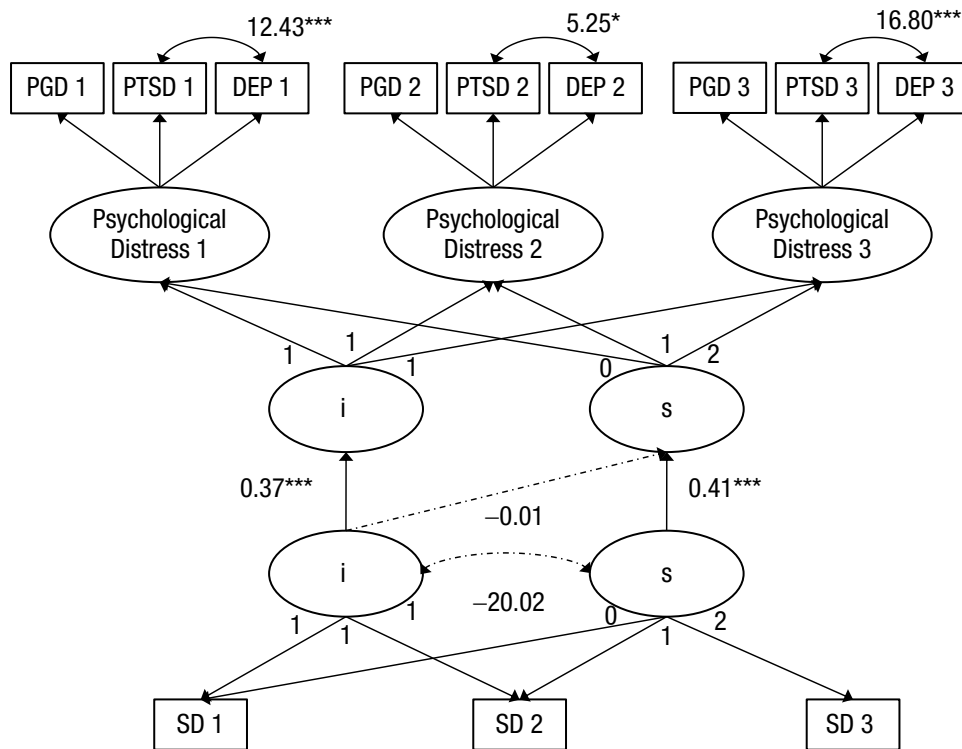 12.43***
5.25*
16.80***
PGD 1
PTSD 1
DEP 1
PGD 2
PTSD 2
DEP 2
PGD 3
PTSD 3
DEP 3
Psychological
Distress 1
Psychological
Distress 2
Psychological
Distress 3
1
1
1
0
1
2
i
s
0.37***
−0.01
0.41***
i
s
−20.02
1
1
1
0
1
2
SD 1
SD 2
SD 3